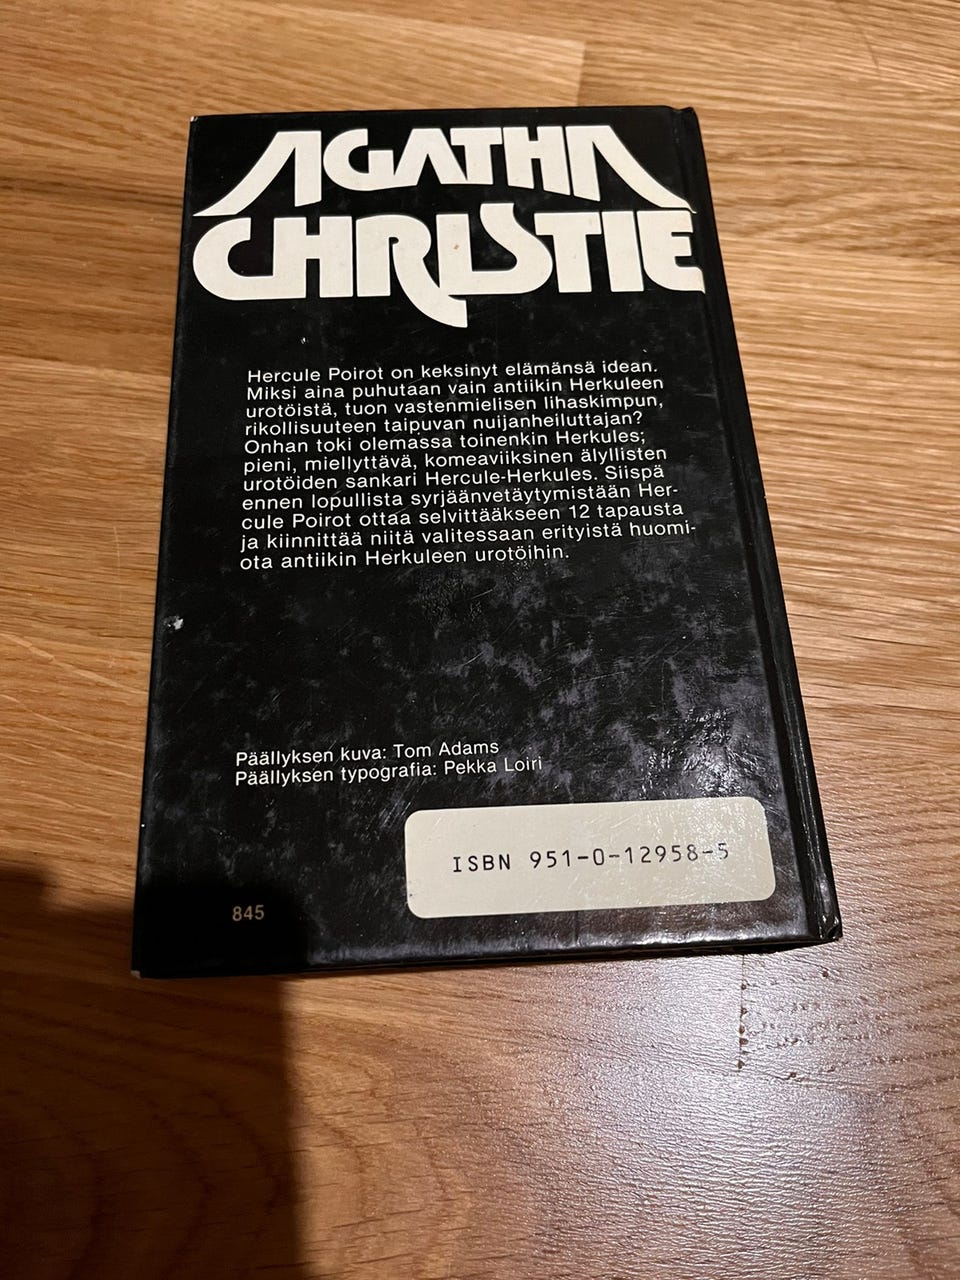 AGATHA
CHRISTIE
Hercule Poirot on keksinyt elämänsä idean.
Miksi aina puhutaan vain antiikin Herkuleen
urotöistä, tuon vastenmielisen lihaskimpun,
rikollisuuteen taipuvan nuijanheiluttajan?
Onhan toki olemassa toinenkin Herkules;
pieni, miellyttävä, komeaviiksinen älyllisten
urotöiden sankari Hercule-Herkules. Siispä
ennen lopullista syrjäänvetäytymistään Her-
cule Poirot ottaa selvittääkseen 12 tapausta
ja kiinnittää niitä valitessaan erityistä huomi-
ota antiikin Herkuleen urotöihin.
Päällyksen kuva: Tom Adams
Päällyksen typografia: Pekka Loiri
ISBN 951-0-12958-5
845